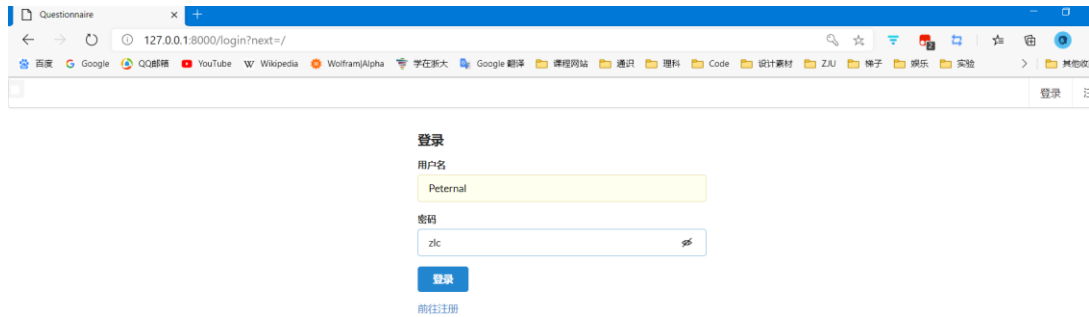 Questionnaire
127.0.0.1:8000/login?next=/
2
百度 Google QQ邮箱 YouTube W Wikipedia Wolfram|Alpha 学在浙大 Google 翻译 课程网站 通识 理科 Code 设计素材 ZJU 梯子 娱乐 实验 其他收
登录
登录
用户名
Peternal
密码
zlc
登录
前往注册